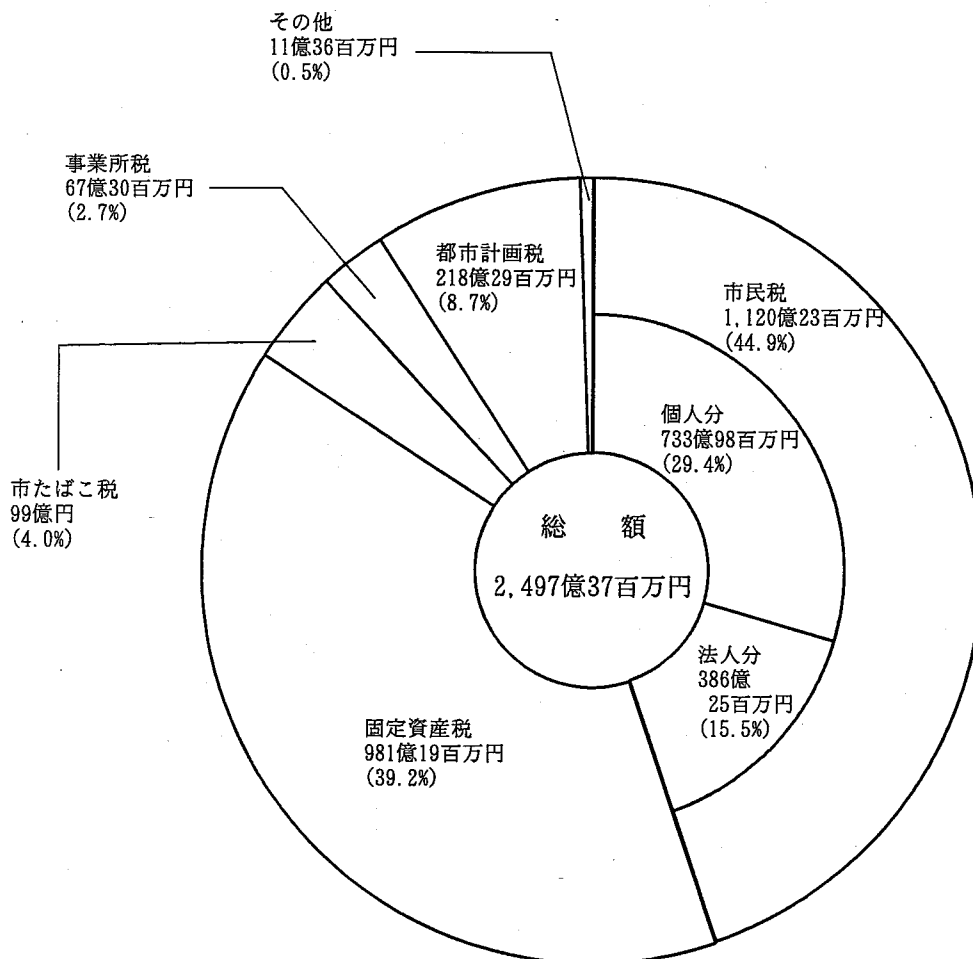 その他
11億36百万円
(0.5%)
事業所税
67億30百万円
(2.7%)
都市計画税
218億29百万円
(8.7%)
市民税
1,120億23百万円
(44.9%)
個人分
733億98百万円
(29.4%)
市たばこ税
99億円
(4.0%)
総　額
2,497億37百万円
法人分
386億
25百万円
(15.5%)
固定資産税
981億19百万円
(39.2%)